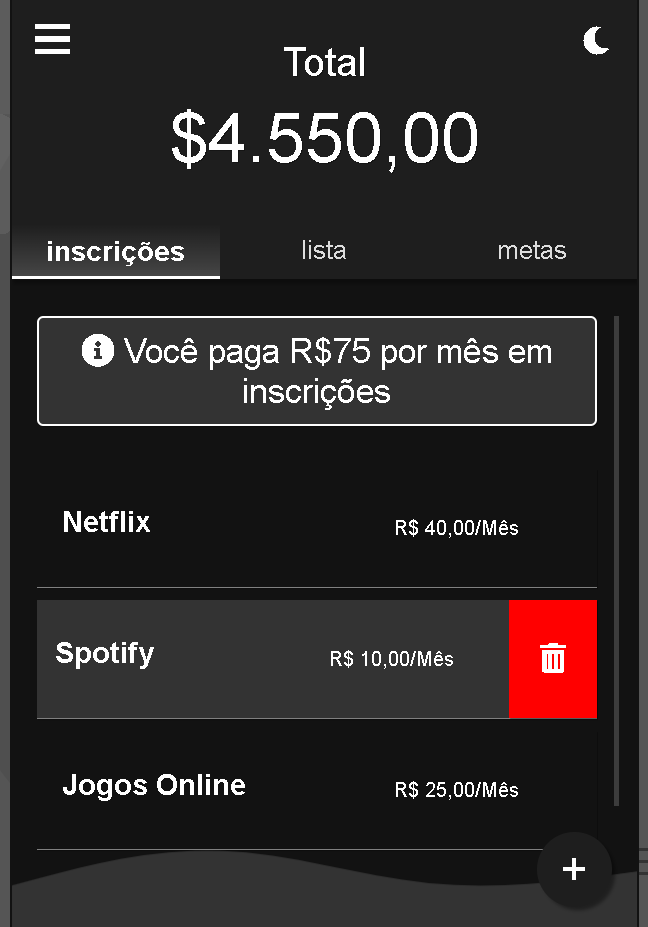 Total
$4.550,00
inscrições lista metas
Você paga R$75 por mês em
inscrições
Netflix R$ 40,00/Mês
Spotify R$ 10,00/Mês
Jogos Online R$ 25,00/Mês
+